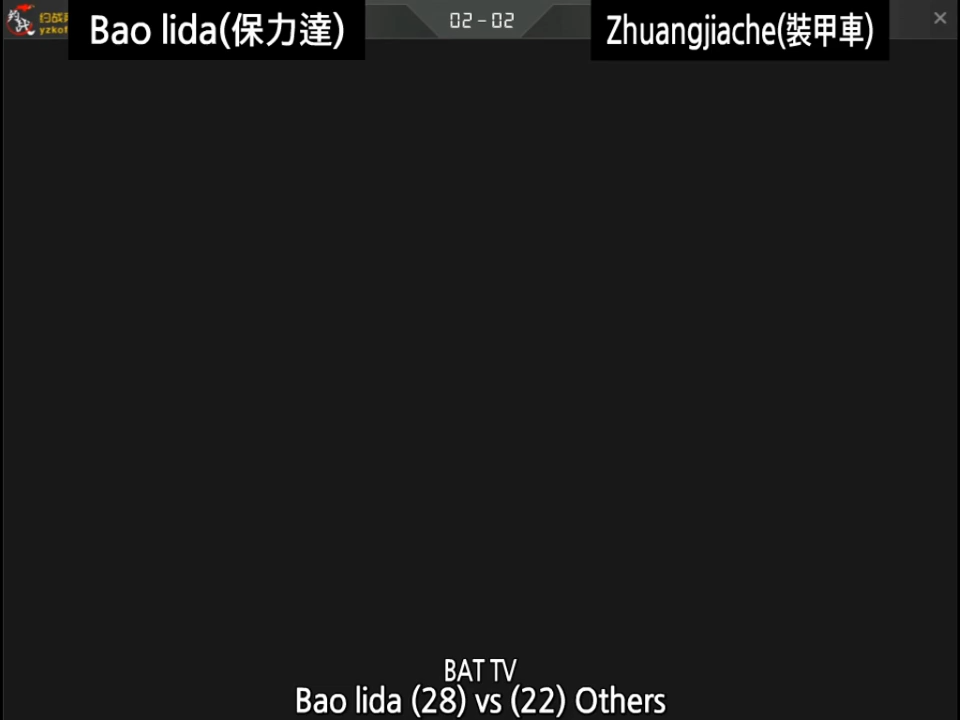 Bao lida(保力達)
02-02
Zhuangjiache(裝甲車)
yzkof
BAT TV
Bao lida (28) vs (22) Others